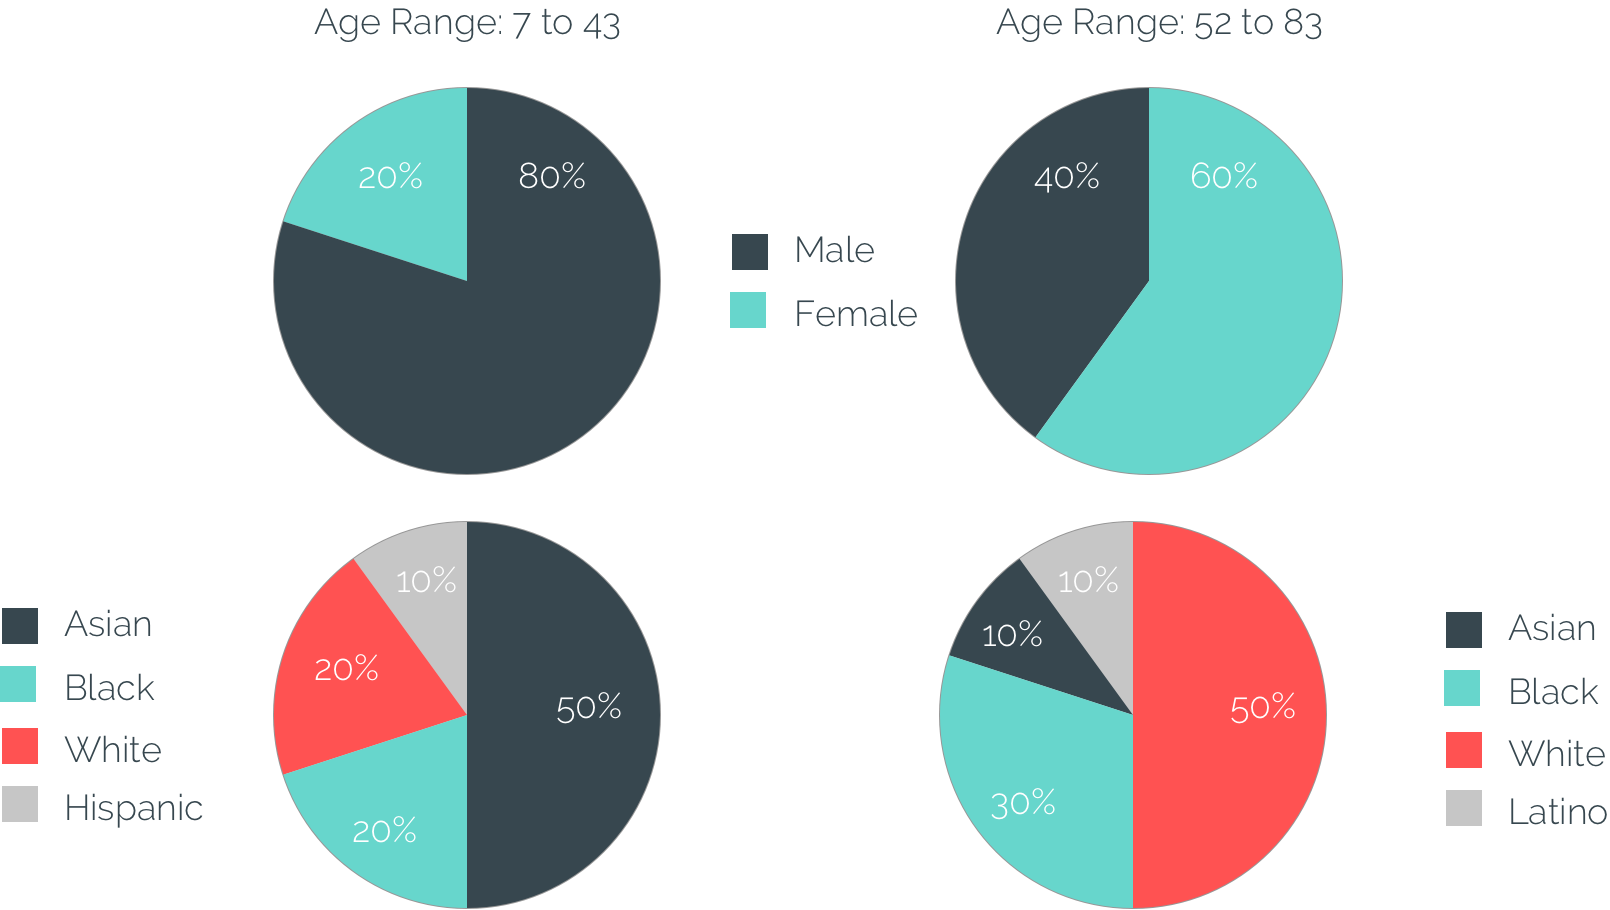 Age Range: 7 to 43
Age Range: 52 to 83
20%
80%
40%
60%
Male
Female
10%
20%
50%
20%
Asian
Black
White
Hispanic
10%
10%
50%
30%
Asian
Black
White
Latino